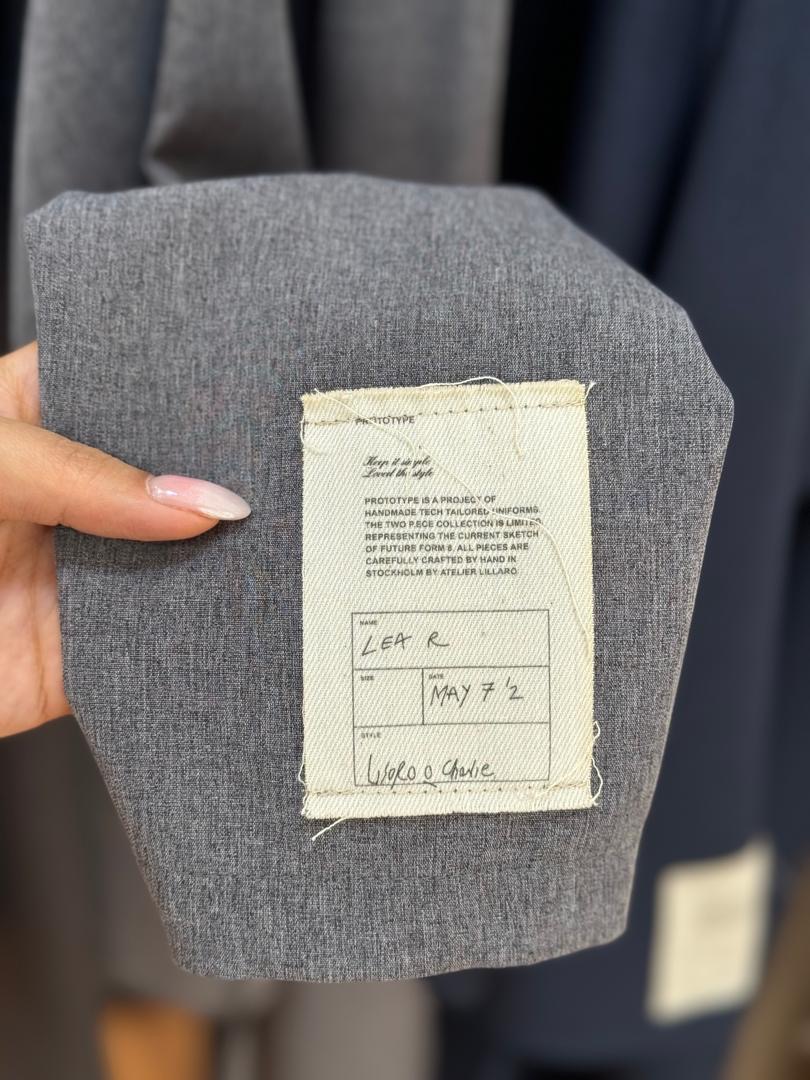 PROTOTYPE
Keep it simple
Loved the style
PROTOTYPE IS A PROJECT OF
HANDMADE TECH TAILORED UNIFORMS.
THE TWO PIECE COLLECTION IS LIMITED
REPRESENTING THE CURRENT SKETCH
OF FUTURE FORM S. ALL PIECES ARE
CAREFULLY CRAFTED BY HAND IN
STOCKHOLM BY ATELIER LILLARO
NAME
LEA R
SIZE
DATE
MAY 7 '2
STYLE